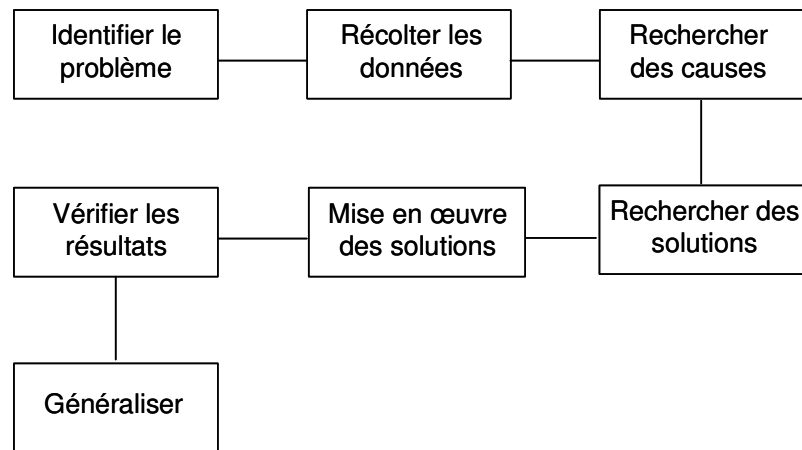 Identifier le
problème
Récolter les
données
Rechercher
des causes
Rechercher des
solutions
Mise en œuvre
des solutions
Vérifier les
résultats
Généraliser